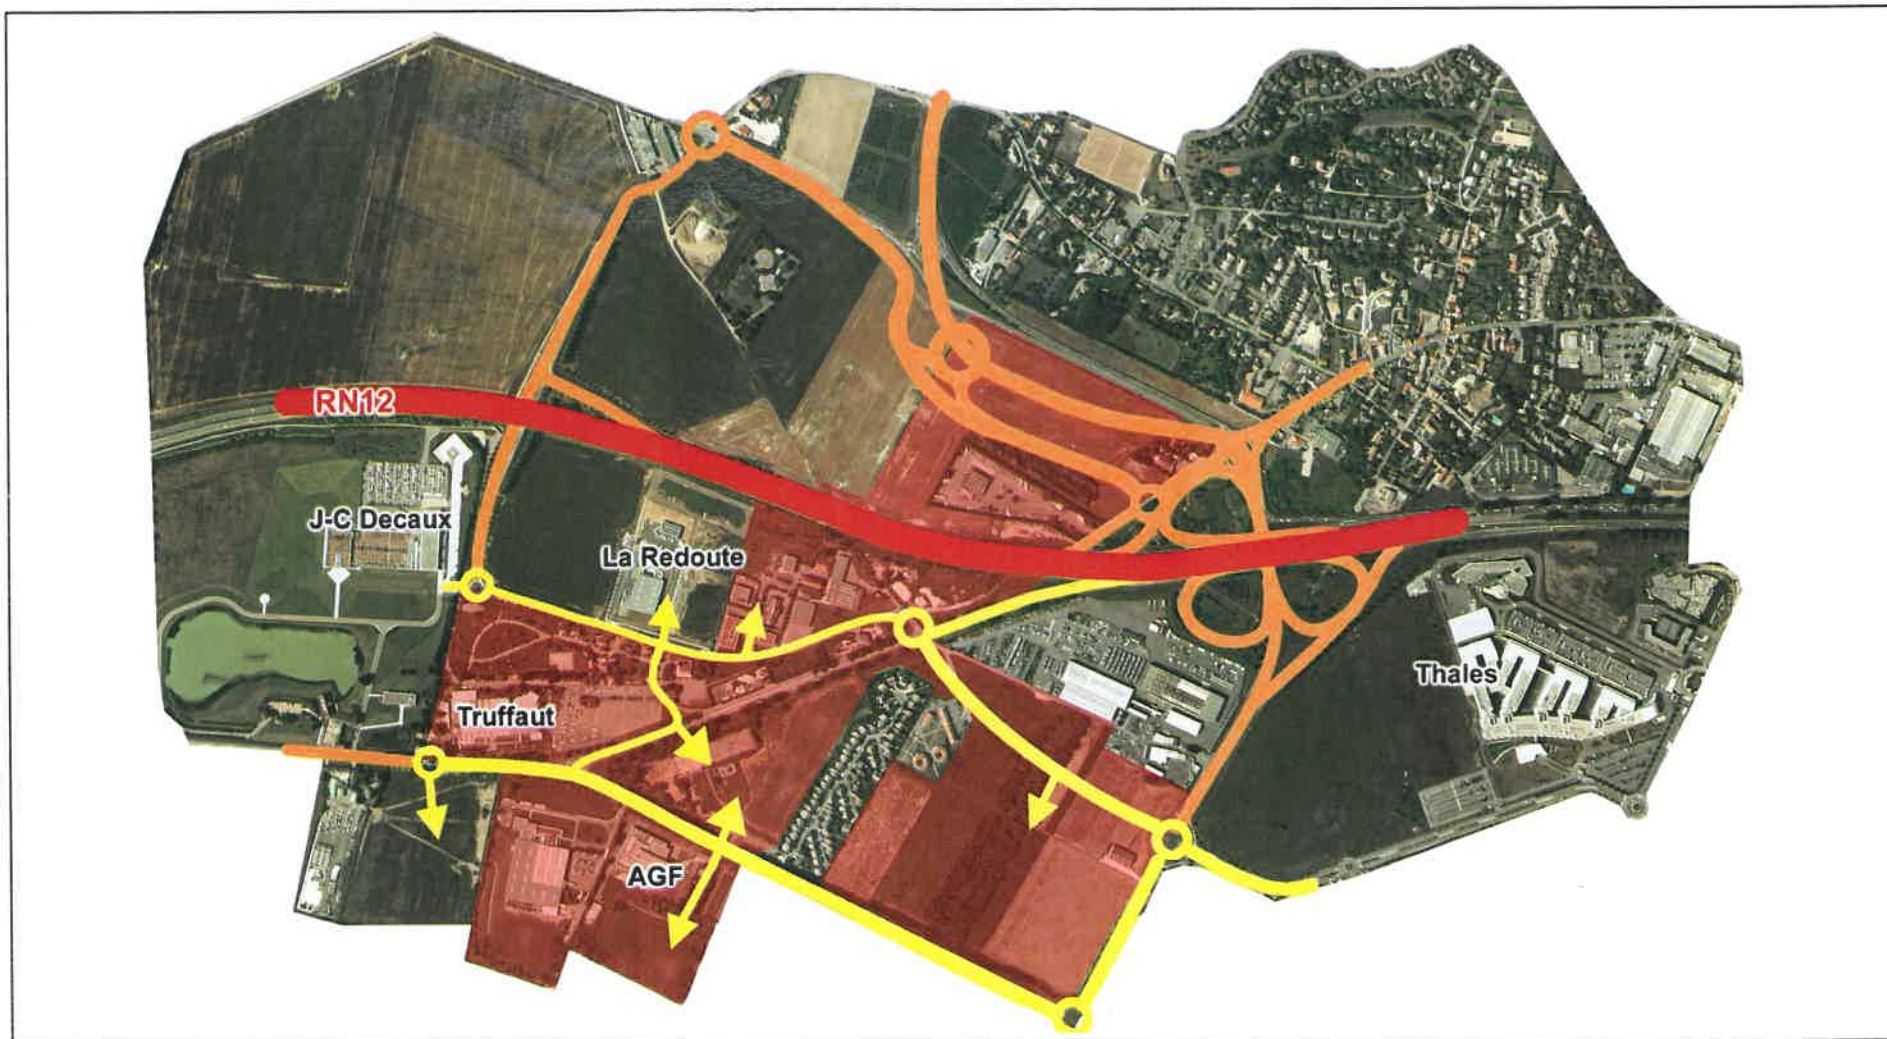 RN12
J-C Decaux
La Redoute
Thales
Truffaut
AGF